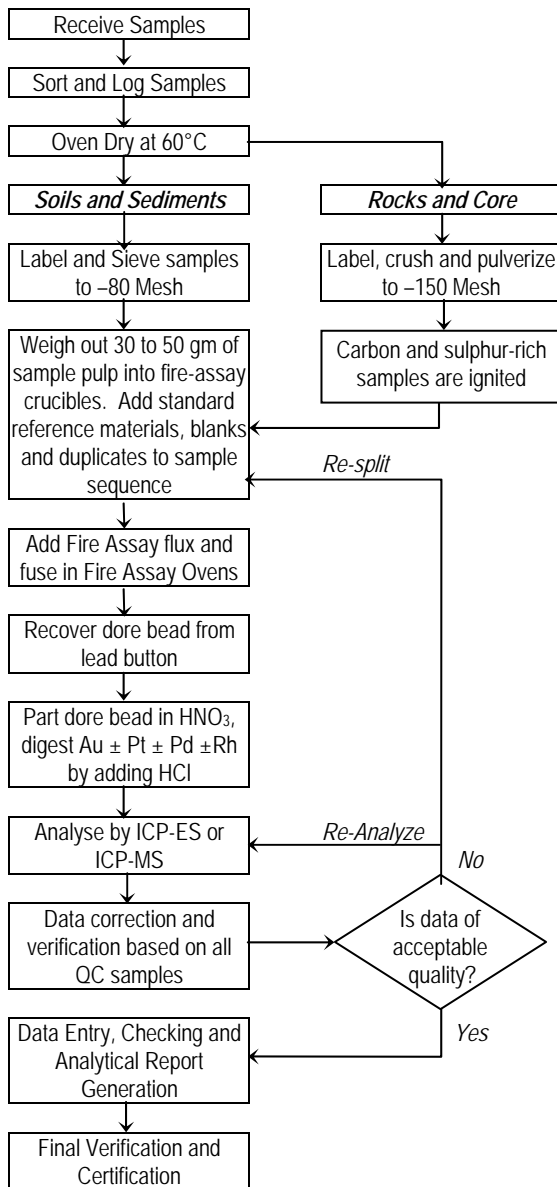 Receive Samples
Sort and Log Samples
Oven Dry at 60°C
Soils and Sediments
Rocks and Core
Label and Sieve samples
to –80 Mesh
Label, crush and pulverize
to –150 Mesh
Weigh out 30 to 50 gm of
sample pulp into fire-assay
crucibles.  Add standard
reference materials, blanks
and duplicates to sample
sequence
Carbon and sulphur-rich
samples are ignited
Re-split
Add Fire Assay flux and
fuse in Fire Assay Ovens
Recover dore bead from
lead button
Part dore bead in HNO₃,
digest Au ± Pt ± Pd ±Rh
by adding HCl
Analyse by ICP-ES or
ICP-MS
Re-Analyze
No
Data correction and
verification based on all
QC samples
Is data of
acceptable
quality?
Yes
Data Entry, Checking and
Analytical Report
Generation
Final Verification and
Certification